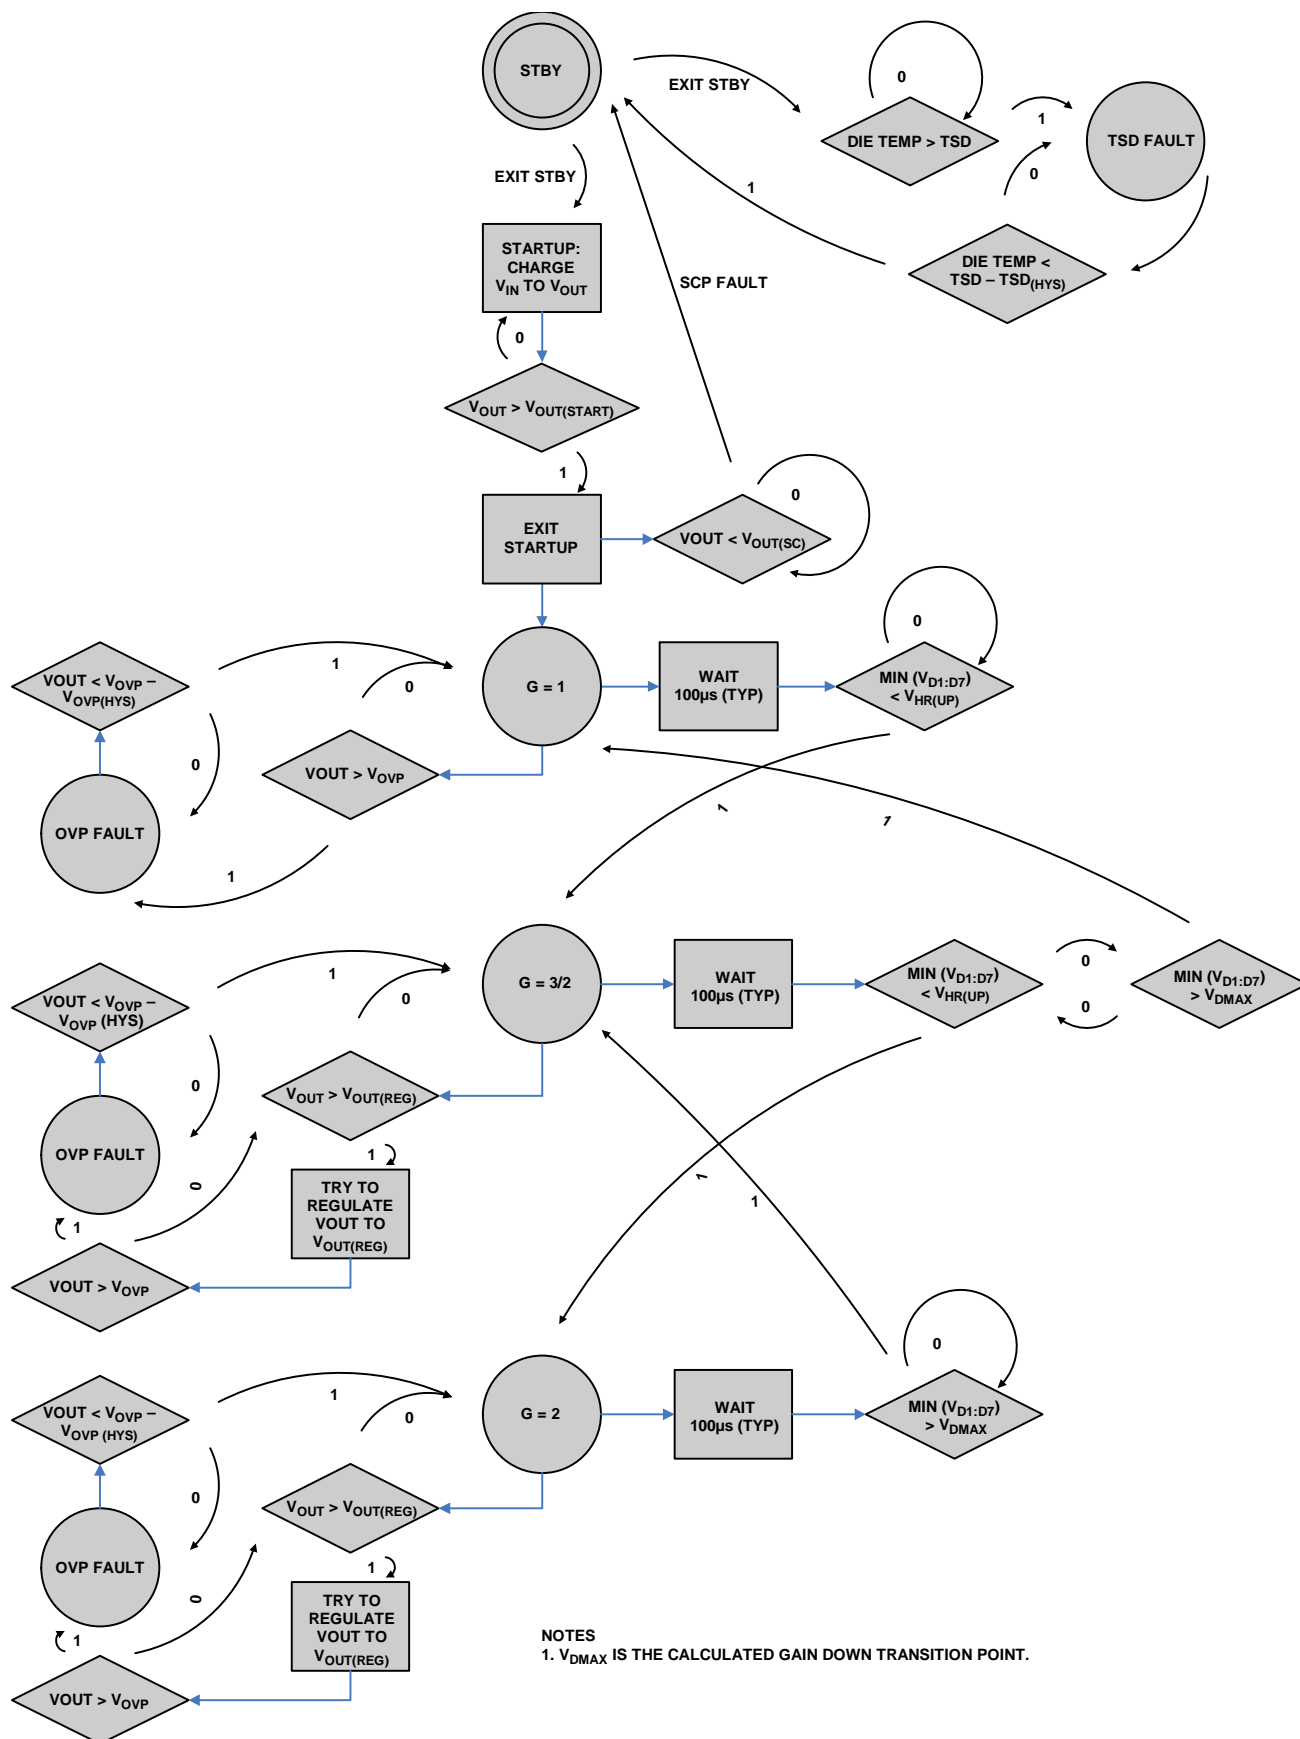 STBY
EXIT STBY
0
DIE TEMP > TSD
1
TSD FAULT
0
EXIT STBY
1
STARTUP:
CHARGE
VIN TO VOUT
DIE TEMP <
TSD – TSD(HYS)
SCP FAULT
0
VOUT > VOUT(START)
1
EXIT
STARTUP
VOUT < VOUT(SC)
0
VOUT < VOVP –
VOVP(HYS)
1
0
G = 1
WAIT
100µs (TYP)
0
MIN (VD1:D7)
< VHR(UP)
0
VOUT > VOVP
OVP FAULT
1
1
1
VOUT < VOVP –
VOVP (HYS)
1
0
G = 3/2
WAIT
100µs (TYP)
MIN (VD1:D7)
< VHR(UP)
0
0
MIN (VD1:D7)
> VDMAX
0
VOUT > VOUT(REG)
OVP FAULT
1
0
TRY TO
REGULATE
VOUT TO
VOUT(REG)
1
1
1
VOUT > VOVP
VOUT < VOVP –
VOVP (HYS)
1
0
G = 2
WAIT
100µs (TYP)
0
MIN (VD1:D7)
> VDMAX
0
VOUT > VOUT(REG)
OVP FAULT
1
0
TRY TO
REGULATE
VOUT TO
VOUT(REG)
1
VOUT > VOVP
NOTES
1. VDMAX IS THE CALCULATED GAIN DOWN TRANSITION POINT.